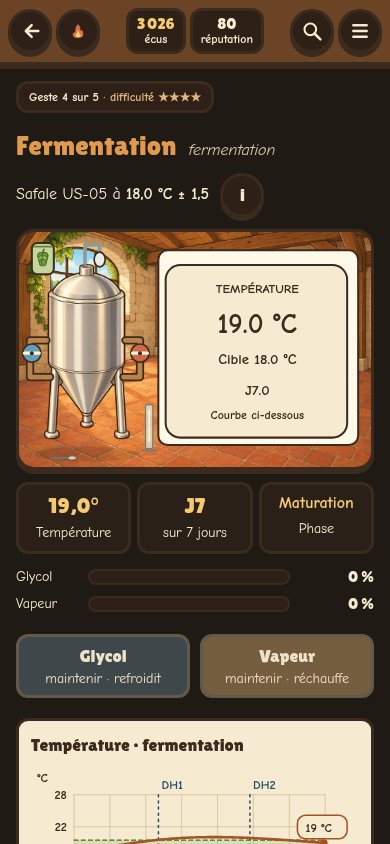 3 026
écus
80
réputation
Geste 4 sur 5 · difficulté ★★★★
Fermentation fermentation
Safale US-05 à 18,0 °C ± 1,5
i
TEMPÉRATURE
19.0 °C
Cible 18.0 °C
J7.0
Courbe ci-dessous
19,0°
Température
J7
sur 7 jours
Maturation
Phase
Glycol 0 %
Vapeur 0 %
Glycol
maintenir · refroidit
Vapeur
maintenir · réchauffe
Température · fermentation
°C
DH1
DH2
28
22
19 °C